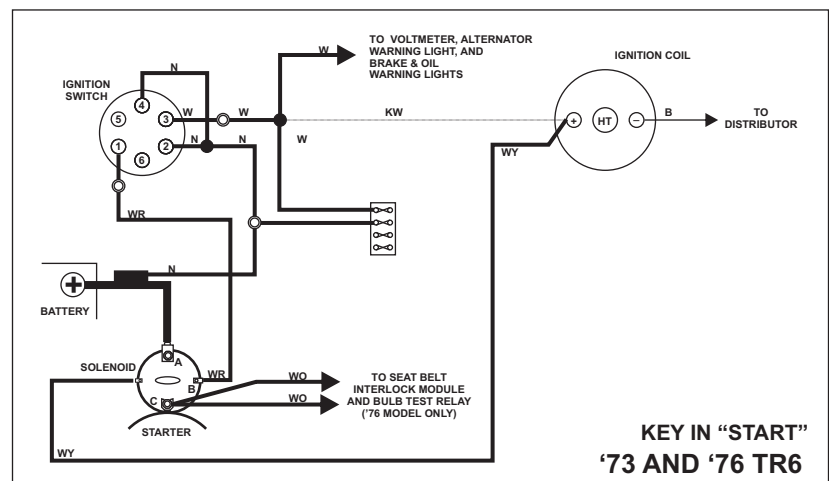 TO VOLTMETER, ALTERNATOR
WARNING LIGHT, AND
BRAKE & OIL
WARNING LIGHTS
W
IGNITION COIL
N
IGNITION
SWITCH
4
5
3
W
W
KW
+
HT
−
B
TO
DISTRIBUTOR
1
2
N
N
W
6
WY
WR
N
+
BATTERY
A
SOLENOID
WR
B
C
WO
WO
TO SEAT BELT
INTERLOCK MODULE
AND BULB TEST RELAY
('76 MODEL ONLY)
STARTER
WY
KEY IN “START”
‘73 AND ‘76 TR6